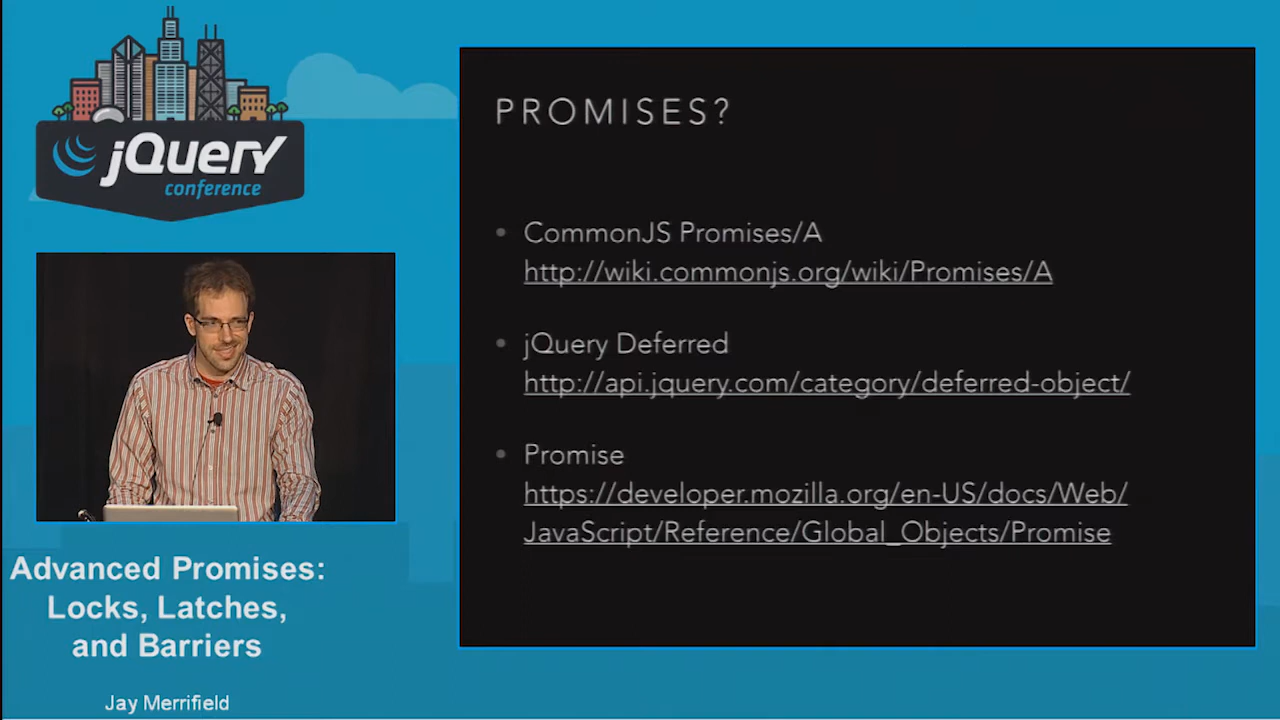 jQuery
conference
Advanced Promises:
Locks, Latches,
and Barriers
Jay Merrifield
PROMISES?
• CommonJS Promises/A
http://wiki.commonjs.org/wiki/Promises/A
• jQuery Deferred
http://api.jquery.com/category/deferred-object/
• Promise
https://developer.mozilla.org/en-US/docs/Web/
JavaScript/Reference/Global_Objects/Promise